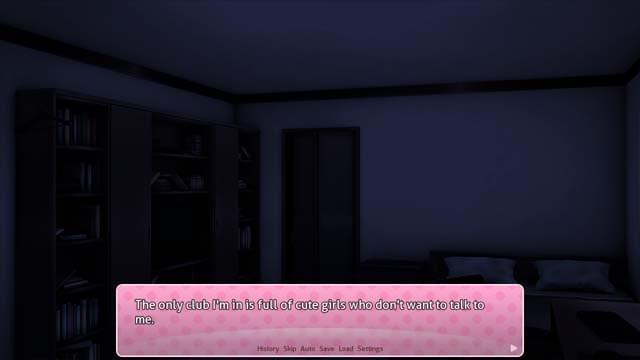 The only club I'm in is full of cute girls who don't want to talk to
me.
History Skip Auto Save Load Settings